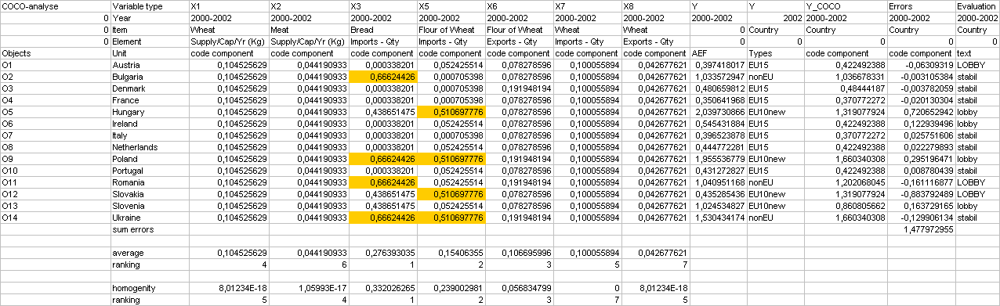 COCO-analyse Variable type X1 X2 X3 X5 X6 X7 X8 Y Y Y_COCO Errors Evaluation
0 Year 2000-2002 2000-2002 2000-2002 2000-2002 2000-2002 2000-2002 2000-2002 2000-2002 2002 2000-2002 2000-2002 2000-2002
0 Item Wheat Meat Bread Flour of Wheat Flour of Wheat Wheat Wheat 0 Country Country Country Country
0 Element Supply/Cap/Yr (Kg) Supply/Cap/Yr (Kg) Imports - Qty Imports - Qty Exports - Qty Imports - Qty Exports - Qty 0 0 0 0 0
Objects Unit code component code component code component code component code component code component code component AEF Types code component code component text
O1 Austria 0,104525629 0,044190933 0,000338201 0,052425514 0,078278596 0,100055894 0,042677621 0,397418017 EU15 0,422492388 -0,06309319 LOBBY
O2 Bulgaria 0,104525629 0,044190933 0,66624426 0,000705398 0,078278596 0,100055894 0,042677621 1,033572947 nonEU 1,036678331 -0,003105384 stabil
O3 Denmark 0,104525629 0,044190933 0,000338201 0,000705398 0,191948194 0,100055894 0,042677621 0,480659812 EU15 0,48444187 -0,003782059 stabil
O4 France 0,104525629 0,044190933 0,000338201 0,000705398 0,078278596 0,100055894 0,042677621 0,350641968 EU15 0,370772272 -0,020130304 stabil
O5 Hungary 0,104525629 0,044190933 0,438651475 0,510697776 0,078278596 0,100055894 0,042677621 2,039730866 EU10new 1,319077924 0,720652942 lobby
O6 Ireland 0,104525629 0,044190933 0,000338201 0,052425514 0,078278596 0,100055894 0,042677621 0,545431884 EU15 0,422492388 0,122939496 lobby
O7 Italy 0,104525629 0,044190933 0,000338201 0,000705398 0,078278596 0,100055894 0,042677621 0,396523878 EU15 0,370772272 0,025751606 stabil
O8 Netherlands 0,104525629 0,044190933 0,000338201 0,052425514 0,078278596 0,100055894 0,042677621 0,444772281 EU15 0,422492388 0,022279893 stabil
O9 Poland 0,104525629 0,044190933 0,66624426 0,510697776 0,191948194 0,100055894 0,042677621 1,955536779 EU10new 1,660340308 0,295196471 lobby
O10 Portugal 0,104525629 0,044190933 0,000338201 0,052425514 0,078278596 0,100055894 0,042677621 0,431272827 EU15 0,422492388 0,008780439 stabil
O11 Romania 0,104525629 0,044190933 0,66624426 0,052425514 0,191948194 0,100055894 0,042677621 1,040951168 nonEU 1,202068045 -0,161116877 LOBBY
O12 Slovakia 0,104525629 0,044190933 0,438651475 0,510697776 0,078278596 0,100055894 0,042677621 0,435285436 EU10new 1,319077924 -0,883792489 LOBBY
O13 Slovenia 0,104525629 0,044190933 0,438651475 0,052425514 0,078278596 0,100055894 0,042677621 1,024534827 EU10new 0,860805662 0,163729165 lobby
O14 Ukraine 0,104525629 0,044190933 0,66624426 0,510697776 0,191948194 0,100055894 0,042677621 1,530434174 nonEU 1,660340308 -0,129906134 stabil
sum errors 1,477972955
average 0,104525629 0,044190933 0,276393035 0,15406355 0,106695996 0,100055894 0,042677621
ranking 4 6 1 2 3 5 7
homogenity 8,01234E-18 1,05993E-17 0,332026265 0,239002981 0,056834799 0 8,01234E-18
ranking 5 4 1 2 3 7 5